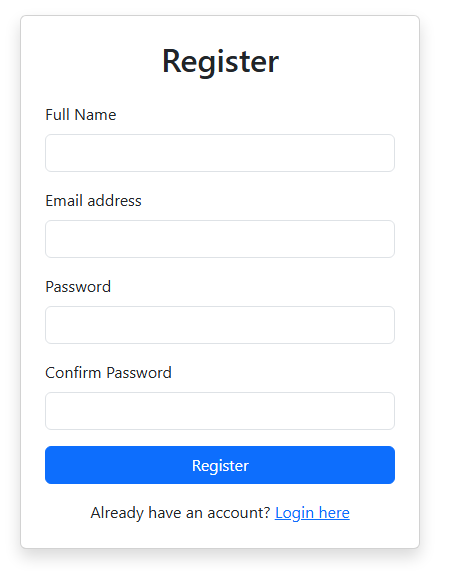 Register
Full Name
Email address
Password
Confirm Password
Register
Already have an account? Login here